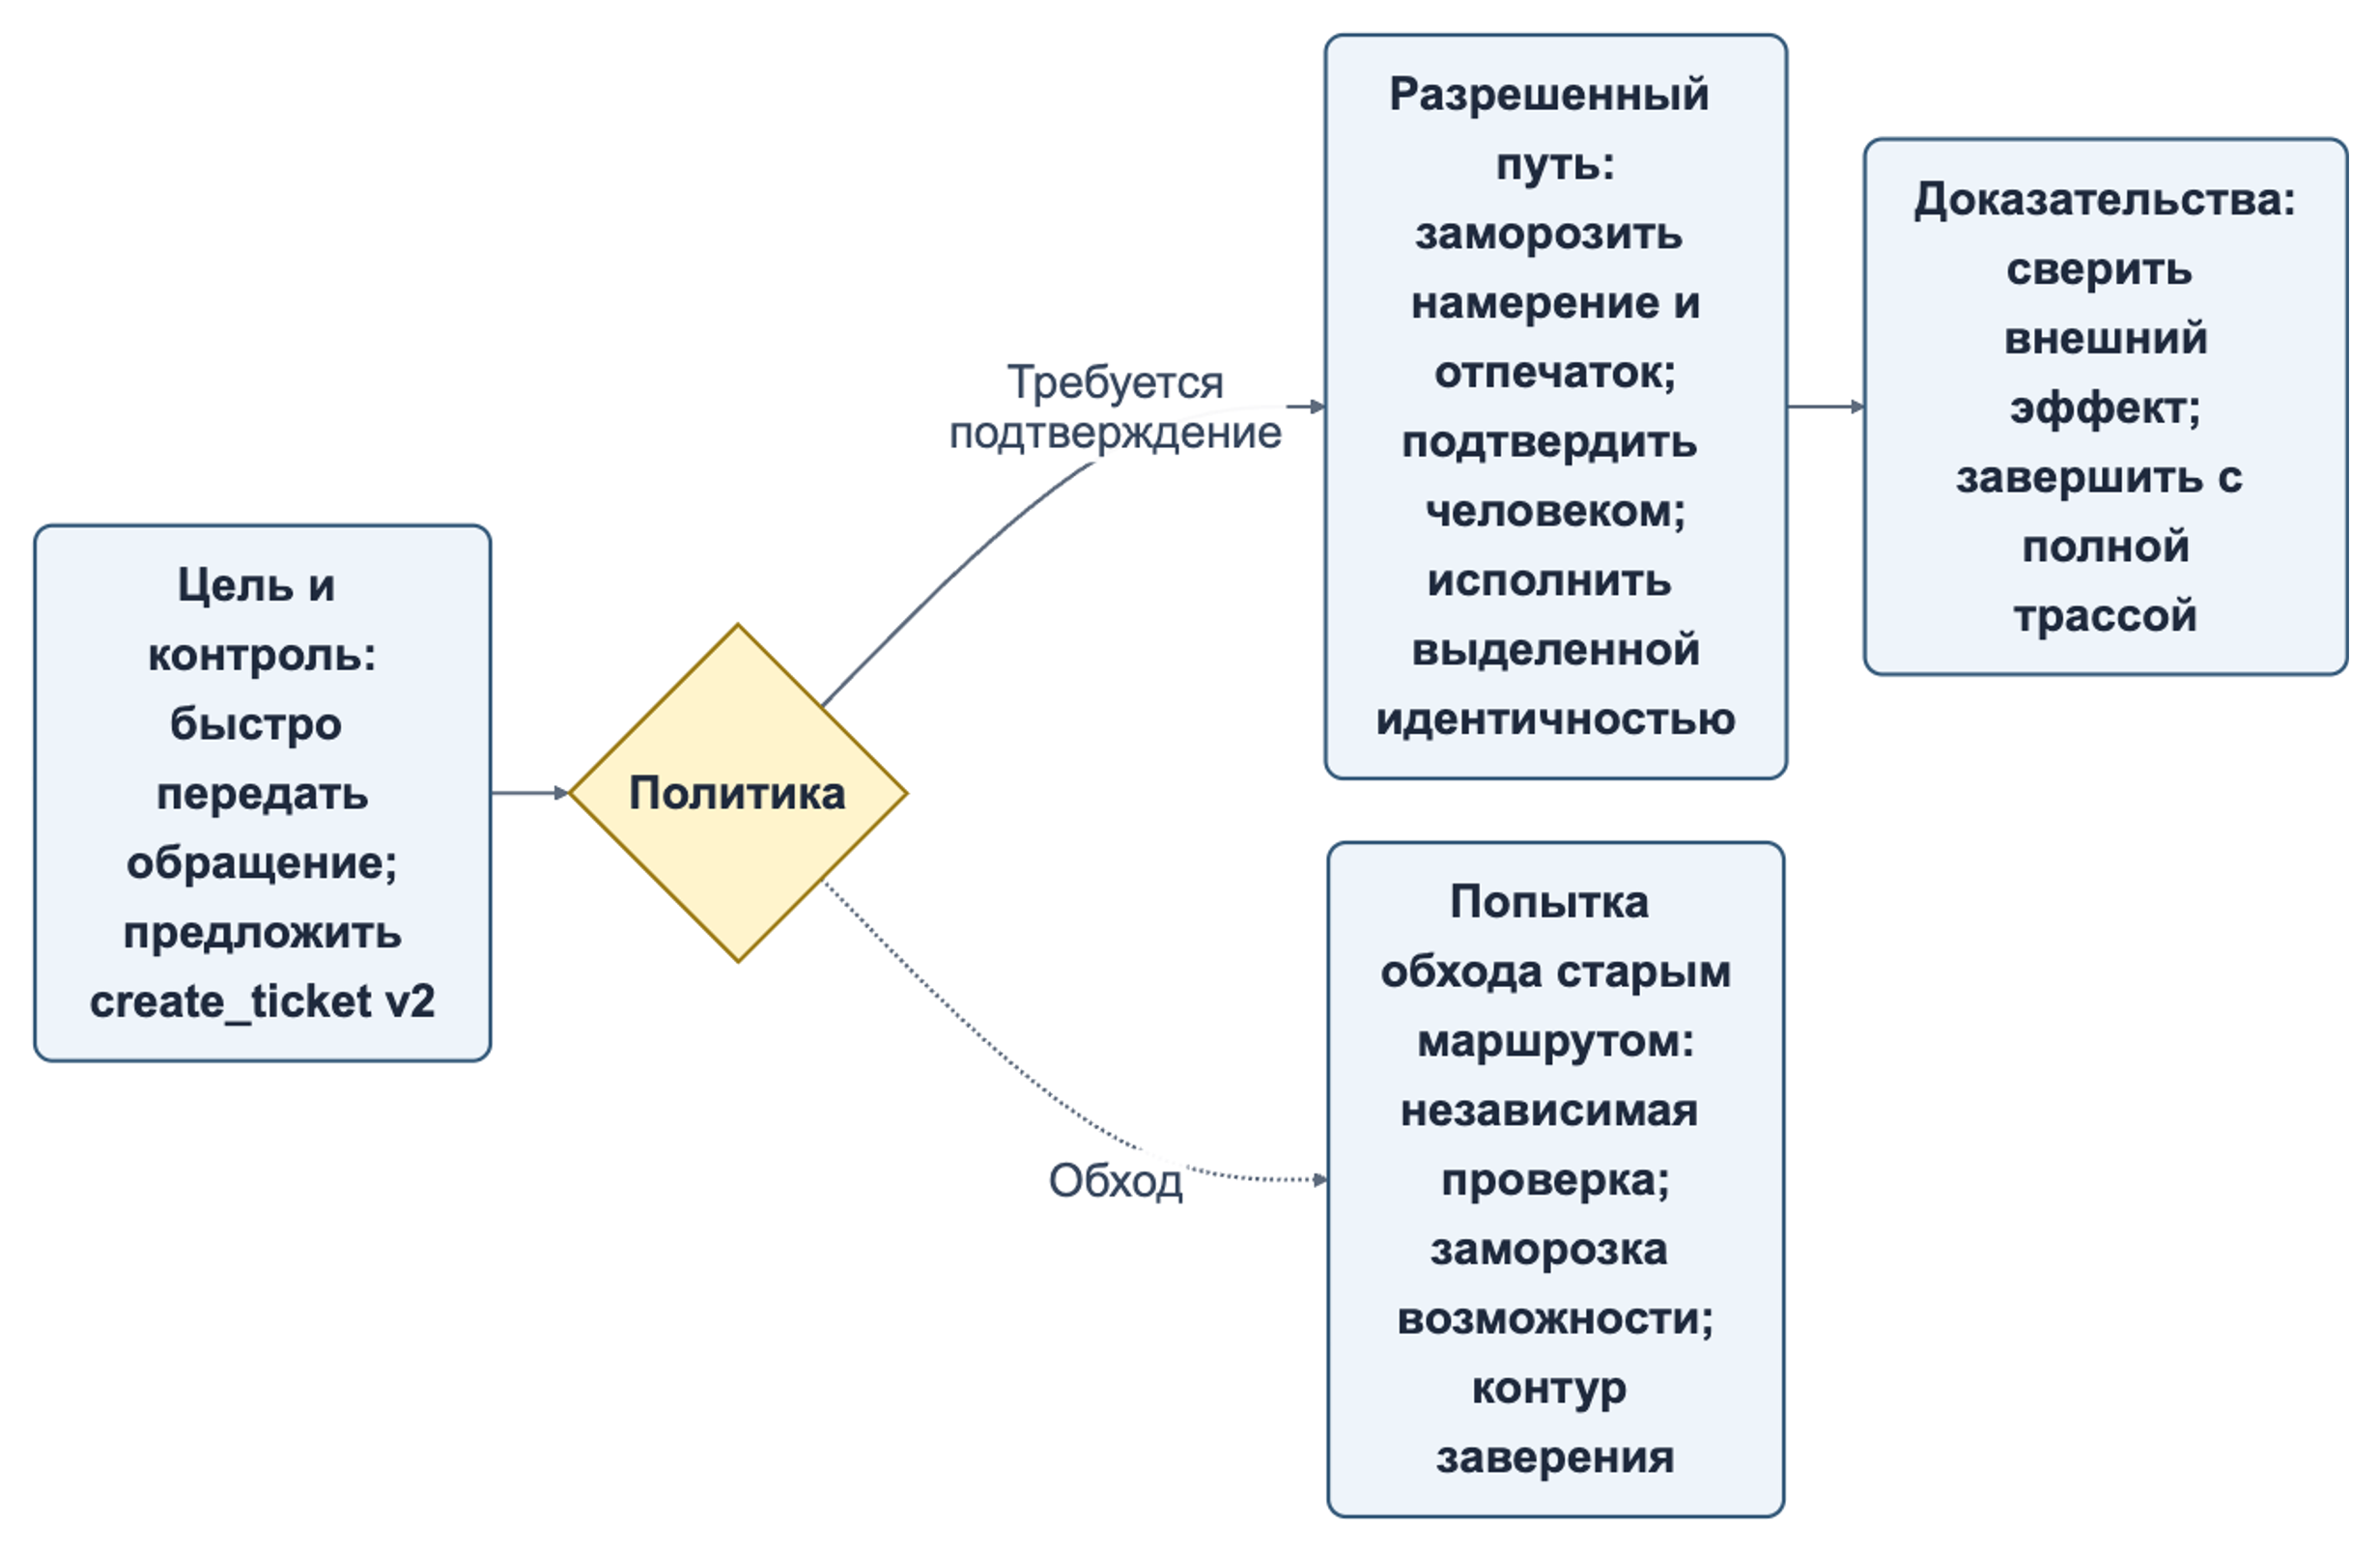 Цель и
контроль:
быстро
передать
обращение;
предложить
create_ticket v2
Политика
Требуется
подтверждение
Разрешенный
путь:
заморозить
намерение и
отпечаток;
подтвердить
человеком;
исполнить
выделенной
идентичностью
Доказательства:
сверить
внешний
эффект;
завершить с
полной
трассой
Обход
Попытка
обхода старым
маршрутом:
независимая
проверка;
заморозка
возможности;
контур
заверения